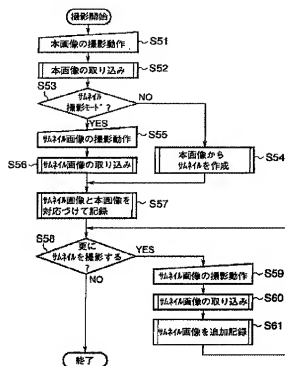 撮影開始
本画像の撮影動作
S51
本画像の取り込み
S52
S53
サムネイル
撮影モード?
NO
YES
サムネイル画像の撮影動作
S55
本画像から
サムネイルを作成
S54
S56
サムネイル画像の取り込み
サムネイル画像と本画像を
対応づけて記録
S57
S58
更に
サムネイルを撮影する
?
YES
NO
サムネイル画像の撮影動作
S59
サムネイル画像の取り込み
S60
サムネイル画像を追加記録
S61
終了